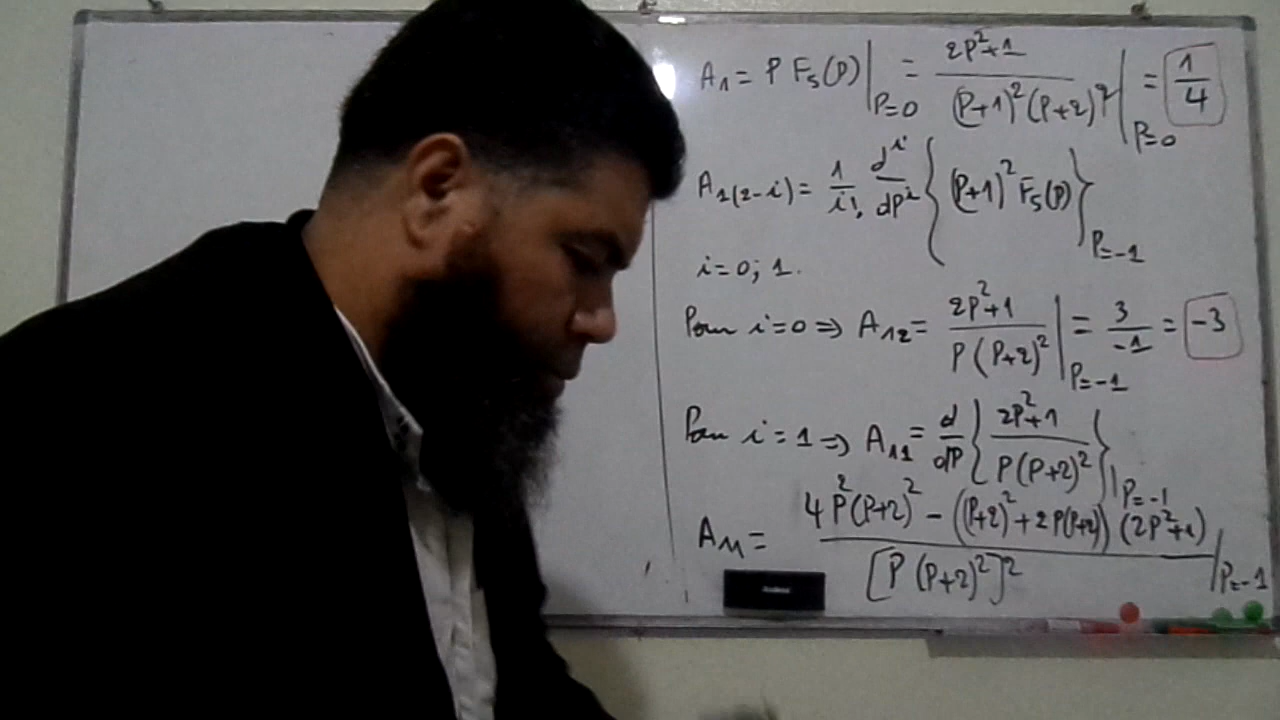 A₁ = P F₅(P)|P=0 = 2P²+1 / (P+1)²(P+2)² |P=0 = 1/4
A₁(2-i) = 1/i! dⁱ/dPⁱ { (P+1)² F₅(P) } P=-1
i=0; 1.
Pour i=0 => A₁₂ = 2P²+1 / P(P+2)² |P=-1 = 3/-1 = -3
Pour i=1 => A₁₁ = d/dP { 2P²+1 / P(P+2)² } |P=-1
A₁₁ = 4P²(P+2)² - ((P+2)² + 2P(P+2)) (2P²+1) / [P(P+2)²]² |P=-1